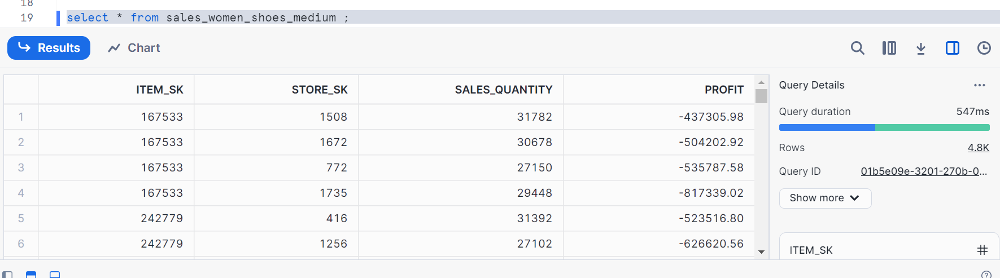 18
19 select * from sales_women_shoes_medium ;
Results Chart
ITEM_SK STORE_SK SALES_QUANTITY PROFIT
1 167533 1508 31782 -437305.98
2 167533 1672 30678 -504202.92
3 167533 772 27150 -535787.58
4 167533 1735 29448 -817339.02
5 242779 416 31392 -523516.80
6 242779 1256 27102 -626620.56
Query Details ...
Query duration 547ms
Rows 4.8K
Query ID 01b5e09e-3201-270b-0...
Show more
ITEM_SK #